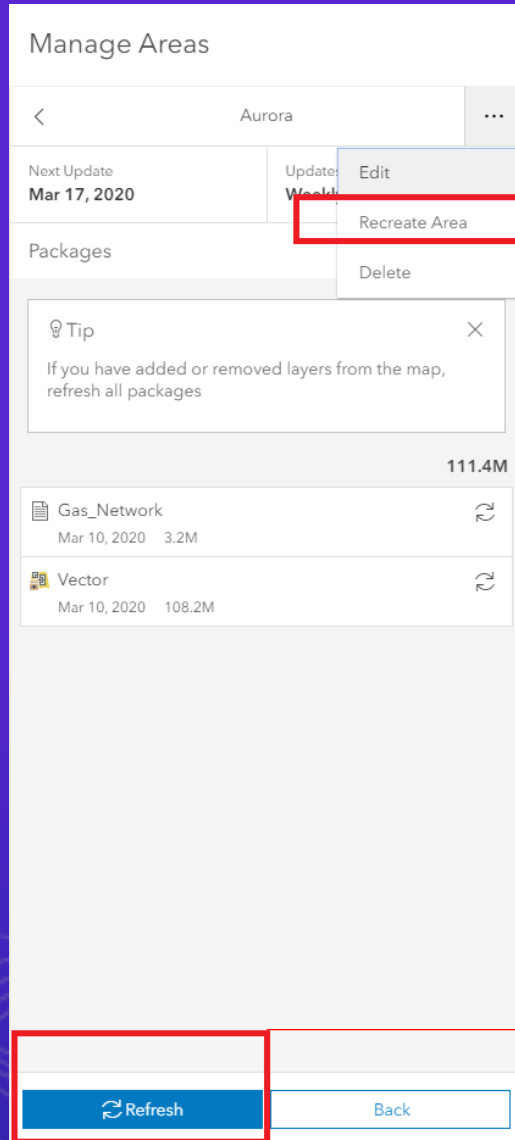 Manage Areas
Aurora
Next Update
Mar 17, 2020
Edit
Recreate Area
Delete
Packages
Tip
If you have added or removed layers from the map,
refresh all packages
111.4M
Gas_Network
Mar 10, 2020 3.2M
Vector
Mar 10, 2020 108.2M
Refresh
Back